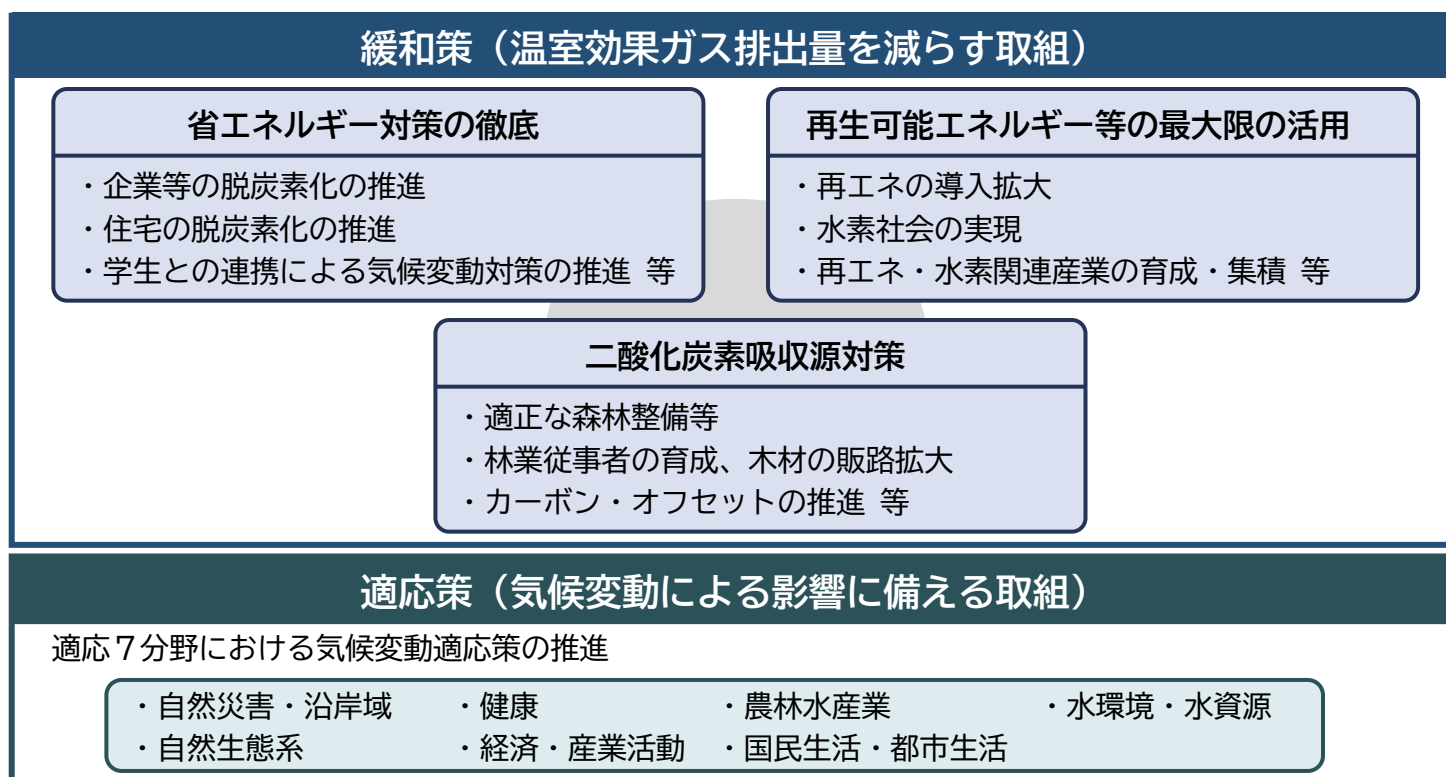 緩和策（温室効果ガス排出量を減らす取組）
省エネルギー対策の徹底
・企業等の脱炭素化の推進
・住宅の脱炭素化の推進
・学生との連携による気候変動対策の推進 等
再生可能エネルギー等の最大限の活用
・再エネの導入拡大
・水素社会の実現
・再エネ・水素関連産業の育成・集積 等
二酸化炭素吸収源対策
・適正な森林整備等
・林業従事者の育成、木材の販路拡大
・カーボン・オフセットの推進 等
適応策（気候変動による影響に備える取組）
適応７分野における気候変動適応策の推進
・自然災害・沿岸域 ・健康 ・農林水産業 ・水環境・水資源
・自然生態系 ・経済・産業活動 ・国民生活・都市生活